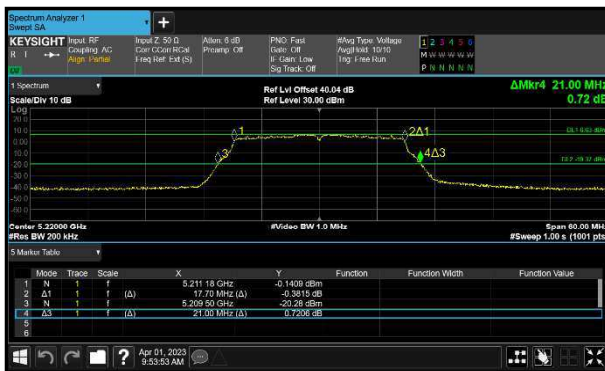 Spectrum Analyzer 1
Swept SA
KEYSIGHT Input: RF Input Z: 50 Ω Atten: 6 dB PNO: Fast #Avg Type: Voltage 1 2 3 4 5 6
R L Coupling: AC Corr CCorr RCal Preamp: Off Gate: Off Avg|Hold: 10/10 M W W W W W
Align: Partial Freq Ref: Ext (S) IF Gain: Low Trig: Free Run
Sig Track: Off P N N N N N
1 Spectrum
Ref Lvl Offset 40.04 dB ΔMkr4 21.00 MHz
Scale/Div 10 dB Ref Level 30.00 dBm 0.72 dB
Log
20.0
10.0
0.00
-10.0
-20.0
-30.0
-40.0
-50.0
-60.0
1
2Δ1
3
4Δ3
Center 5.22000 GHz #Video BW 1.0 MHz Span 60.00 MHz
#Res BW 200 kHz #Sweep 1.00 s (1001 pts)
5 Marker Table
Mode Trace Scale X Y Function Function Width Function Value
1 N 1 f 5.211 18 GHz -0.1409 dBm
2 Δ1 1 f (Δ) 17.70 MHz (Δ) -0.3815 dB
3 N 1 f 5.209 50 GHz -20.28 dBm
4 Δ3 1 f (Δ) 21.00 MHz (Δ) 0.7206 dB
5
6
? Apr 01, 2023
9:53:53 AM